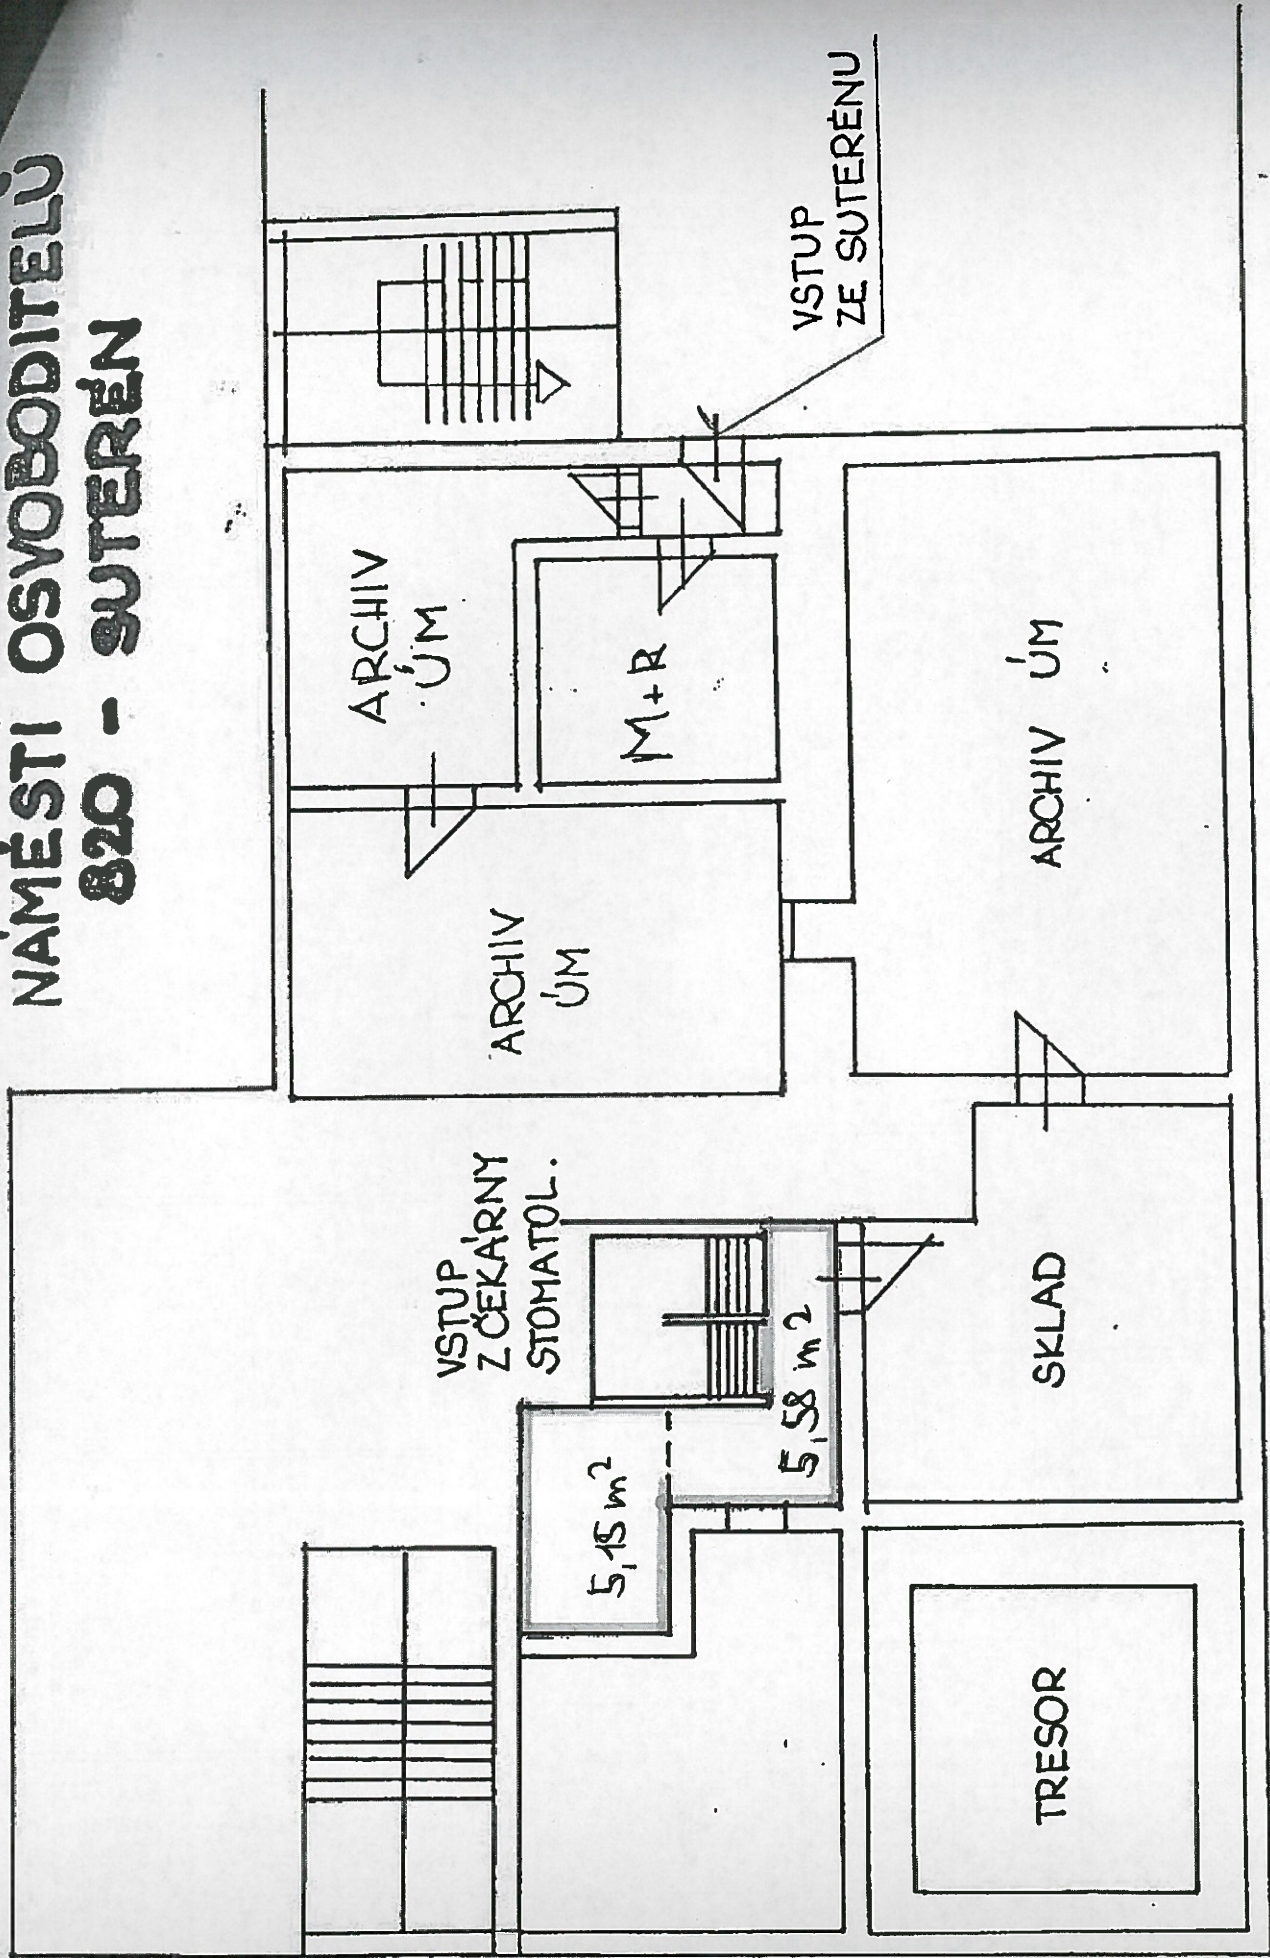 NÁMĚSTÍ OSVOBODITELŮ
820 - SUTERÉN
VSTUP
ZE SUTERÉNU
ARCHIV
ÚM
M+R
ARCHIV
ÚM
ARCHIV ÚM
VSTUP
Z ČEKÁRNY
STOMATOL.
5,15 m²
5,58 m²
SKLAD
TRESOR